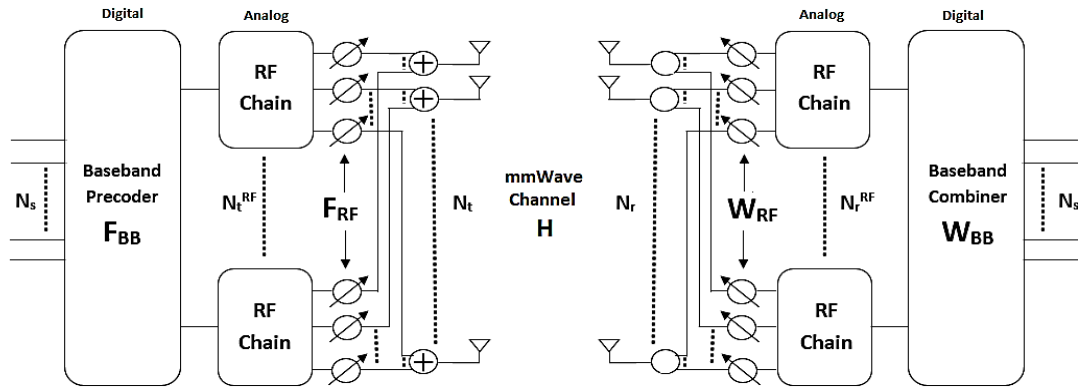 Digital
Analog
Analog
Digital
RF
Chain
RF
Chain
Baseband
Precoder
F_BB
N_s
N_t^RF
F_RF
N_t
mmWave
Channel
H
N_r
W_RF
N_r^RF
Baseband
Combiner
W_BB
N_s
RF
Chain
RF
Chain